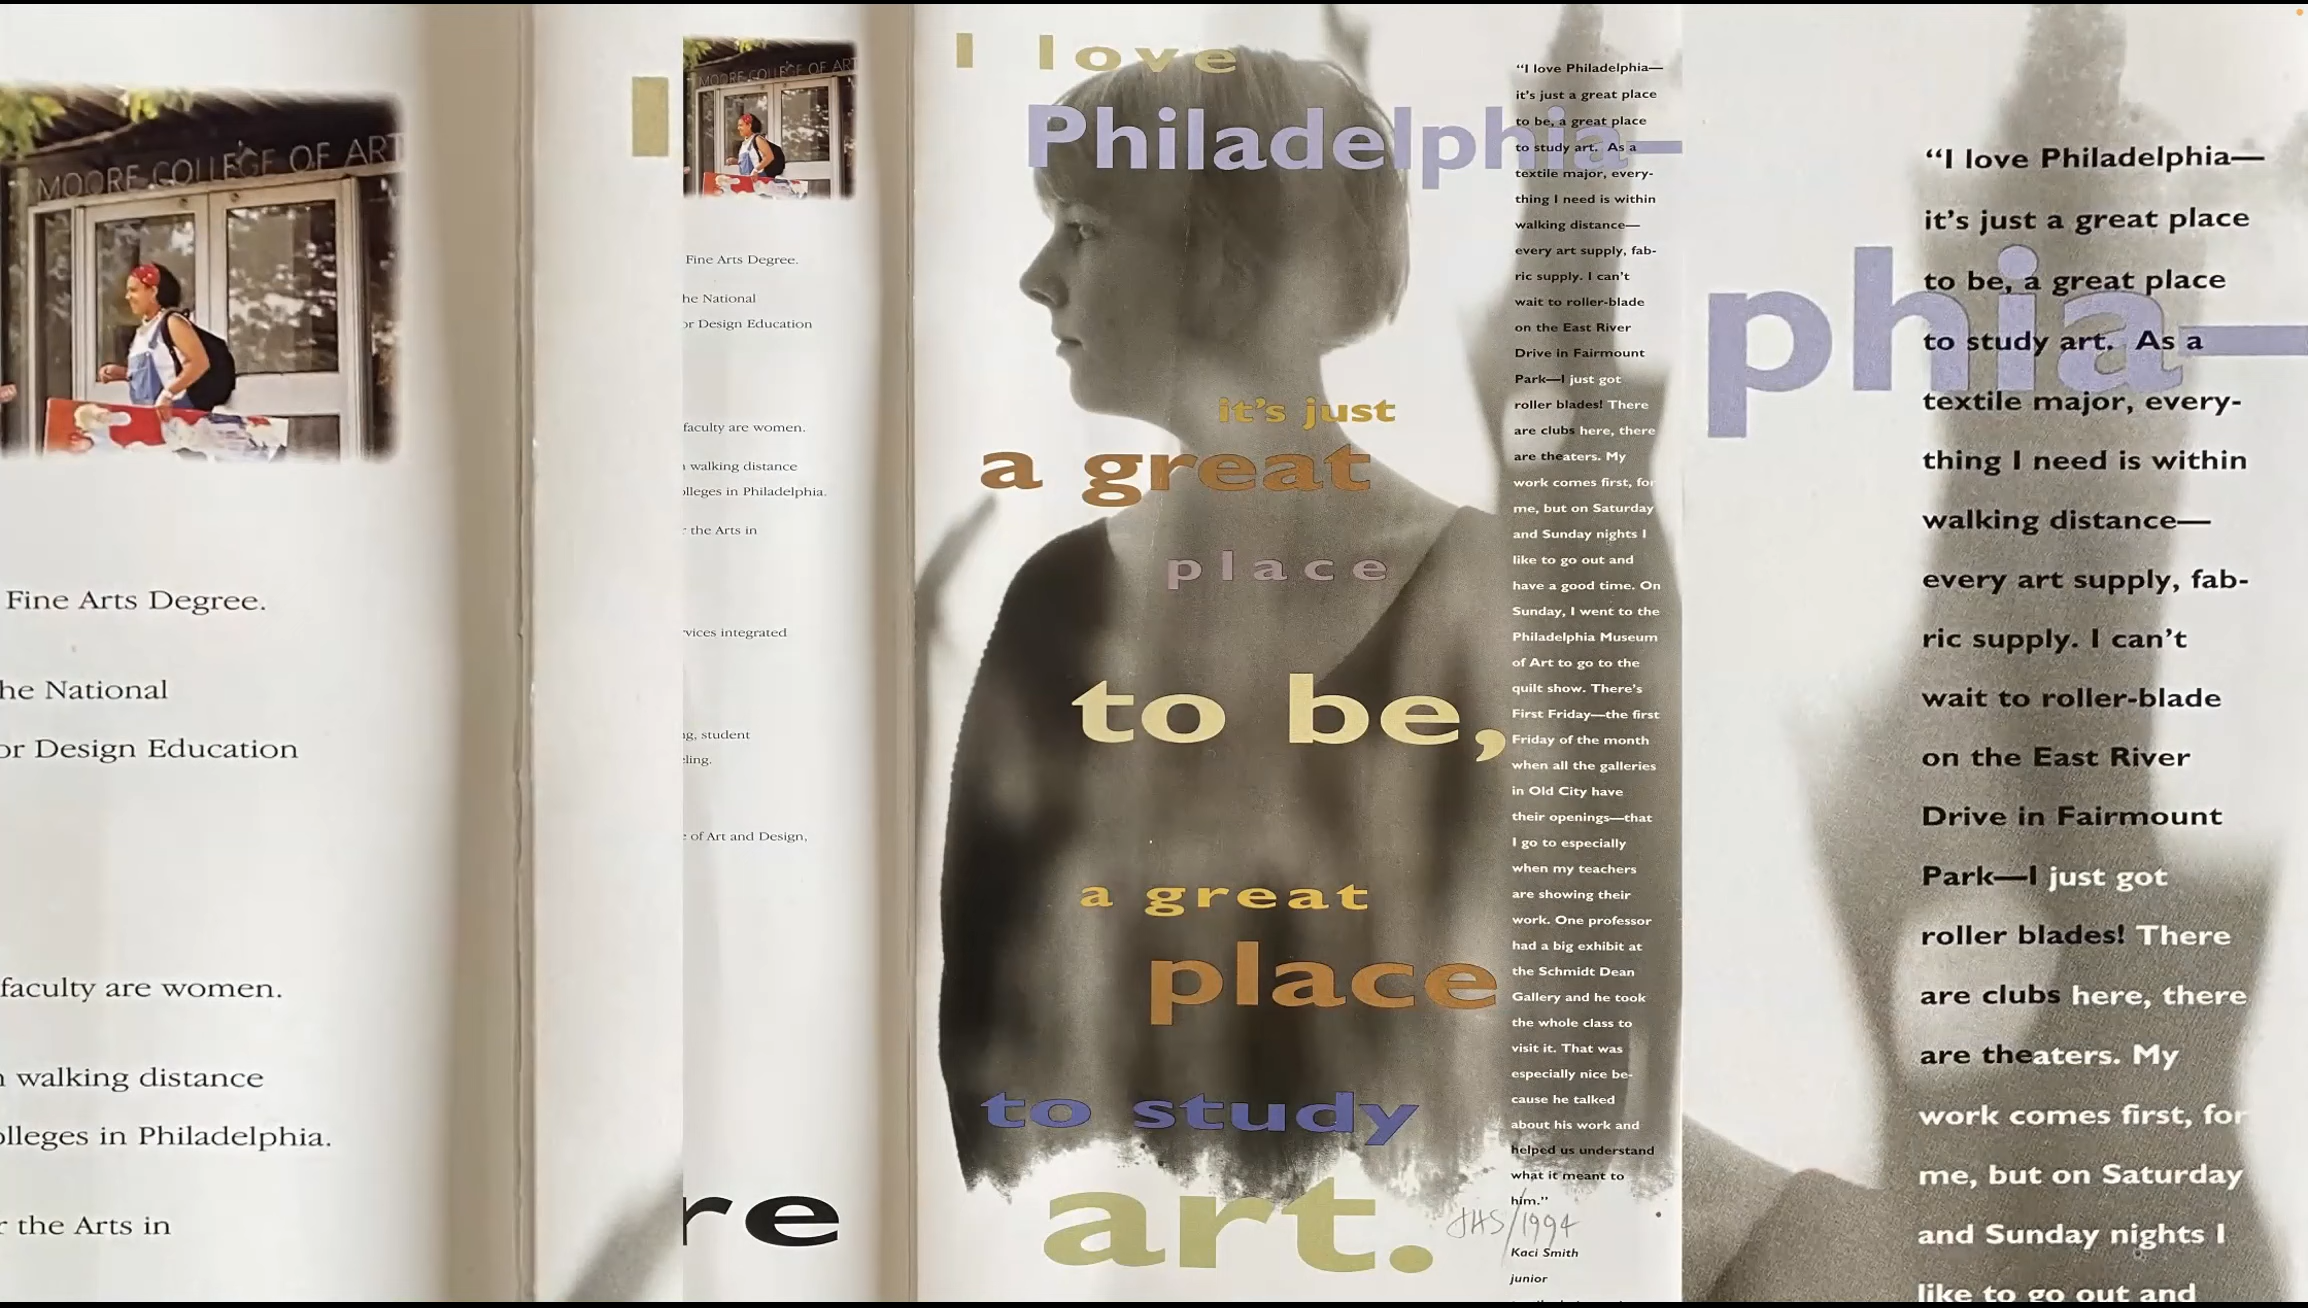 MOORE COLLEGE OF ART
Fine Arts Degree.
he National
or Design Education
faculty are women.
walking distance
olleges in Philadelphia.
r the Arts in
MOORE COLLEGE OF ART
Fine Arts Degree.
he National
or Design Education
faculty are women.
walking distance
olleges in Philadelphia.
r the Arts in
vices integrated
g, student
ling.
of Art and Design,
re
I love
Philadelphia—
it's just
a great
place
to be,
a great
place
to study
art.
“I love Philadelphia—
it's just a great place
to be, a great place
to study art. As a
textile major, every-
thing I need is within
walking distance—
every art supply, fab-
ric supply. I can't
wait to roller-blade
on the East River
Drive in Fairmount
Park—I just got
roller blades! There
are clubs here, there
are theaters. My
work comes first, for
me, but on Saturday
and Sunday nights I
like to go out and
have a good time. On
Sunday, I went to the
Philadelphia Museum
of Art to go to the
quilt show. There's
First Friday—the first
Friday of the month
when all the galleries
in Old City have
their openings—that
I go to especially
when my teachers
are showing their
work. One professor
had a big exhibit at
the Schmidt Dean
Gallery and he took
the whole class to
visit it. That was
especially nice be-
cause he talked
about his work and
helped us understand
what it meant to
him.”
JHS/1994
Kaci Smith
junior
phia—
“I love Philadelphia—
it's just a great place
to be, a great place
to study art. As a
textile major, every-
thing I need is within
walking distance—
every art supply, fab-
ric supply. I can't
wait to roller-blade
on the East River
Drive in Fairmount
Park—I just got
roller blades! There
are clubs here, there
are theaters. My
work comes first, for
me, but on Saturday
and Sunday nights I
like to go out and